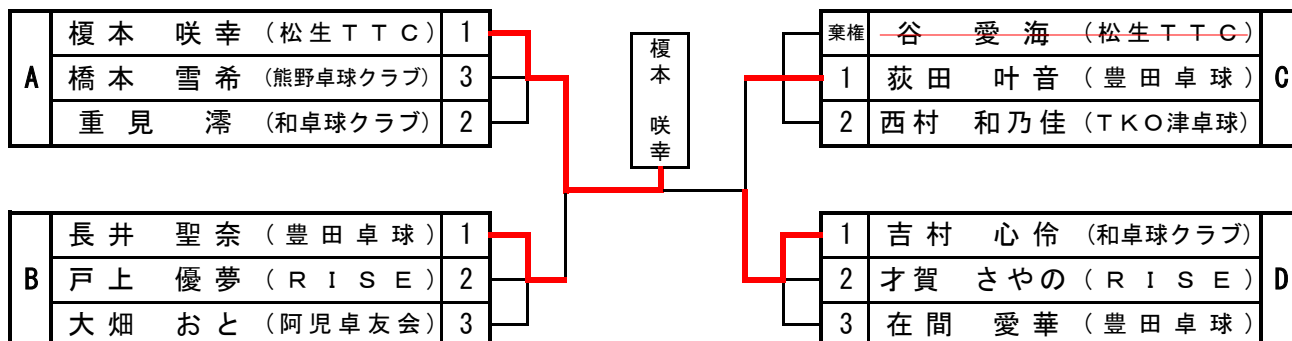 A
榎本 咲幸 (松生TTC) 1
橋本 雪希 (熊野卓球クラブ) 3
重見 澪 (和卓球クラブ) 2
B
長井 聖奈 (豊田卓球) 1
戸上 優夢 (RISE) 2
大畑 おと (阿児卓友会) 3
榎本 咲幸
棄権 谷 愛海 (松生TTC)
1 荻田 叶音 (豊田卓球)
2 西村 和乃佳 (TKO津卓球)
C
1 吉村 心伶 (和卓球クラブ)
2 才賀 さやの (RISE)
3 在間 愛華 (豊田卓球)
D